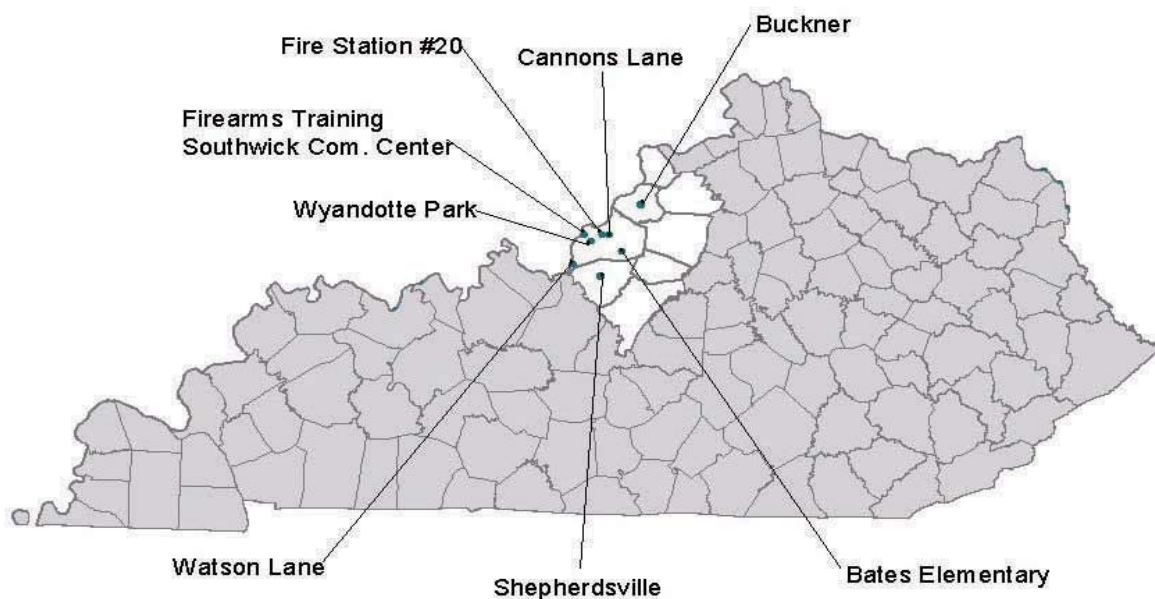 Buckner
Fire Station #20
Cannons Lane
Firearms Training
Southwick Com. Center
Wyandotte Park
Watson Lane
Shepherdsville
Bates Elementary